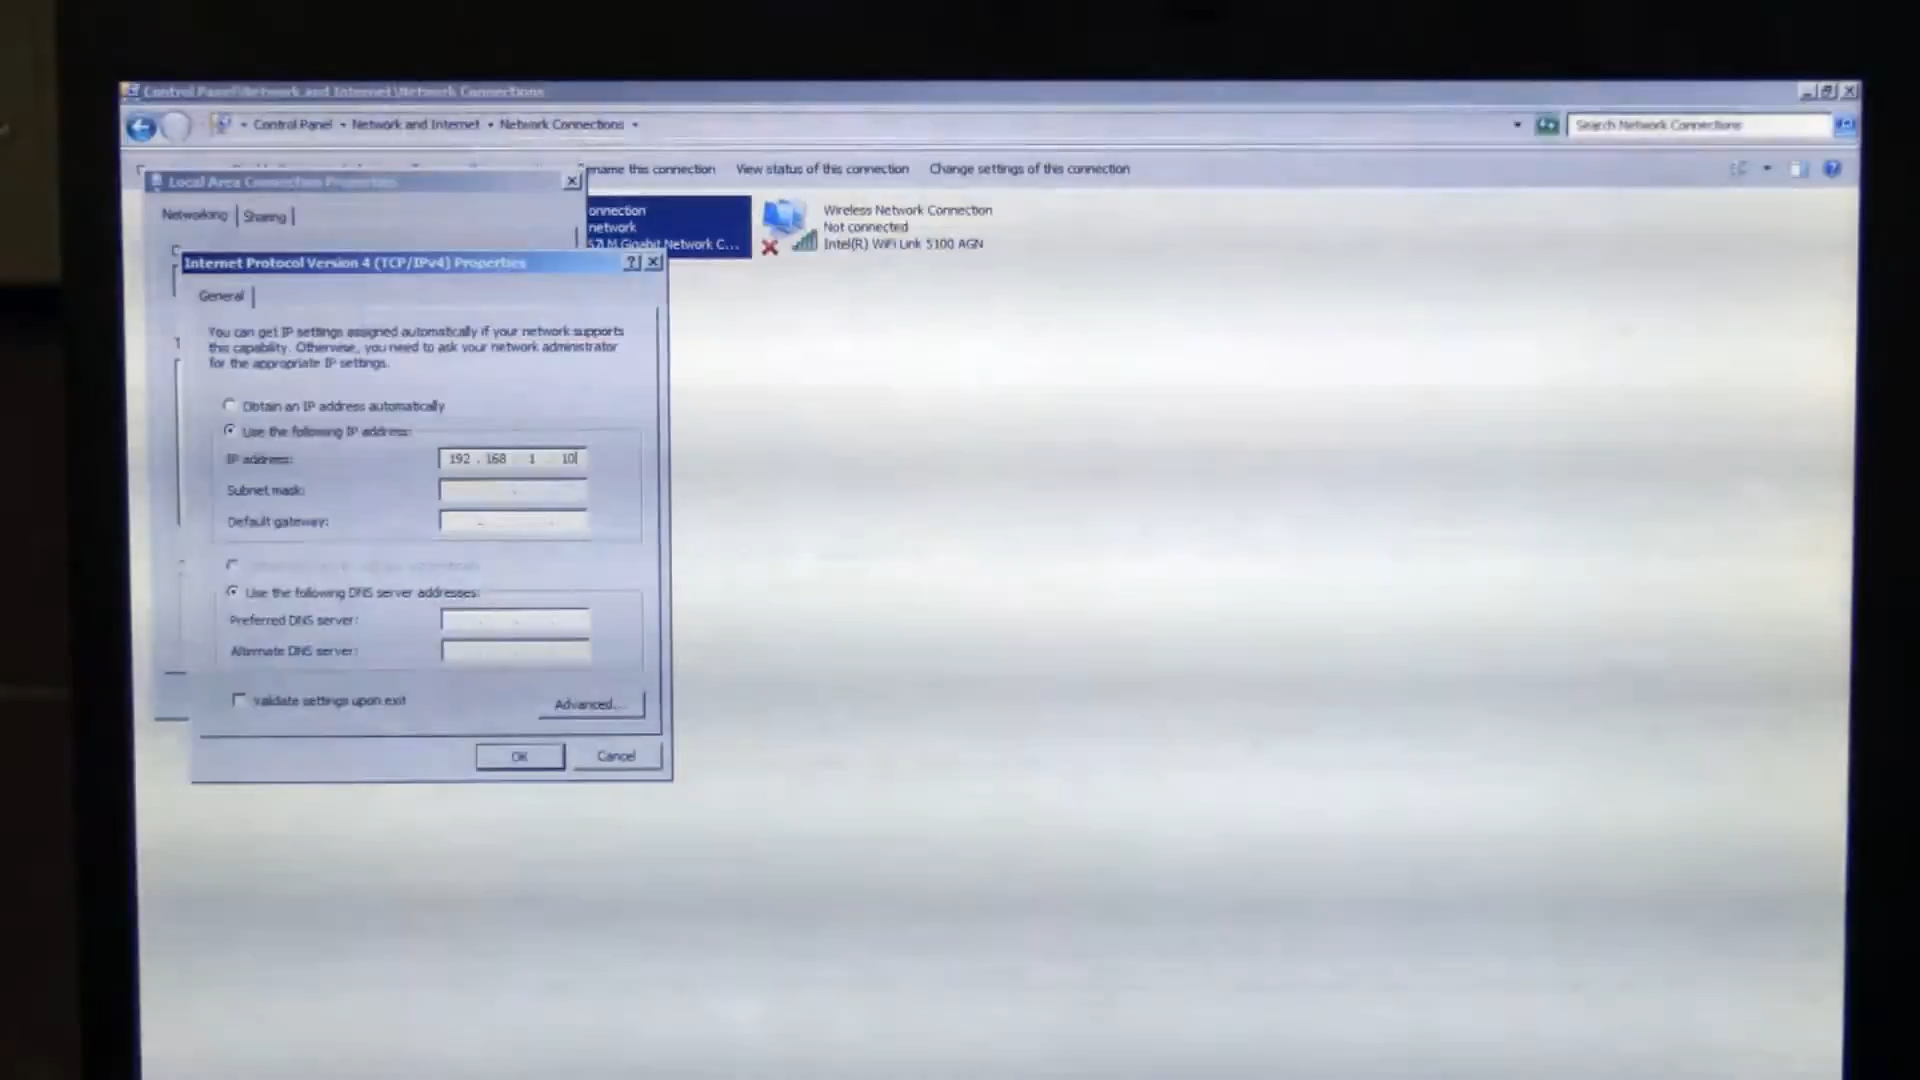 Control Panel\Network and Internet\Network Connections
Control Panel
Network and Internet
Network Connections
Search Network Connections
ename this connection
View status of this connection
Change settings of this connection
Local Area Connection Properties
Networking
Sharing
onnection
network
57LM Gigabit Network C...
Wireless Network Connection
Not connected
Intel(R) WiFi Link 5100 AGN
Internet Protocol Version 4 (TCP/IPv4) Properties
General
You can get IP settings assigned automatically if your network supports
this capability. Otherwise, you need to ask your network administrator
for the appropriate IP settings.
Obtain an IP address automatically
Use the following IP address:
IP address:
192 . 168 1 10
Subnet mask:
Default gateway:
Use the following DNS server addresses:
Preferred DNS server:
Alternate DNS server:
Validate settings upon exit
Advanced...
OK
Cancel